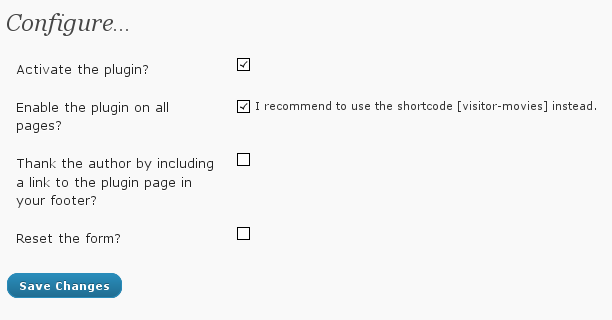 Configure...
Activate the plugin?
Enable the plugin on all
pages?
I recommend to use the shortcode [visitor-movies] instead.
Thank the author by including
a link to the plugin page in
your footer?
Reset the form?
Save Changes